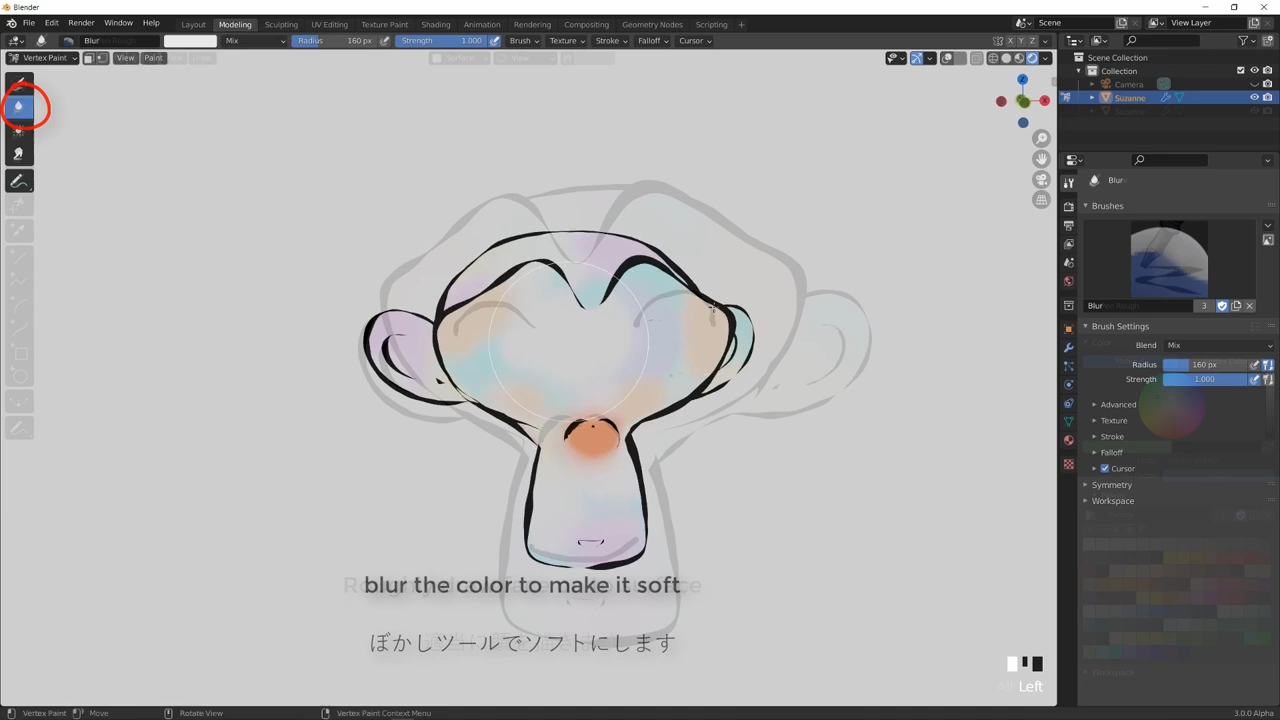 Blender
File Edit Render Window Help
Layout Modeling Sculpting UV Editing Texture Paint Shading Animation Rendering Compositing Geometry Nodes Scripting +
Scene
View Layer
Blur
Mix
Radius 160 px
Strength 1.000
Brush
Texture
Stroke
Falloff
Cursor
X Y Z
Vertex Paint
View
Paint
Z
X
Scene Collection
Collection
Camera
Suzanne
Blur
Brushes
Blur 3
Brush Settings
Blend Mix
Radius 160 px
Strength 1.000
Advanced
Texture
Stroke
Falloff
Cursor
Symmetry
Workspace
blur the color to make it soft
ぼかしツールでソフトにします
Left
Vertex Paint Move Rotate View Vertex Paint Context Menu 3.0.0 Alpha